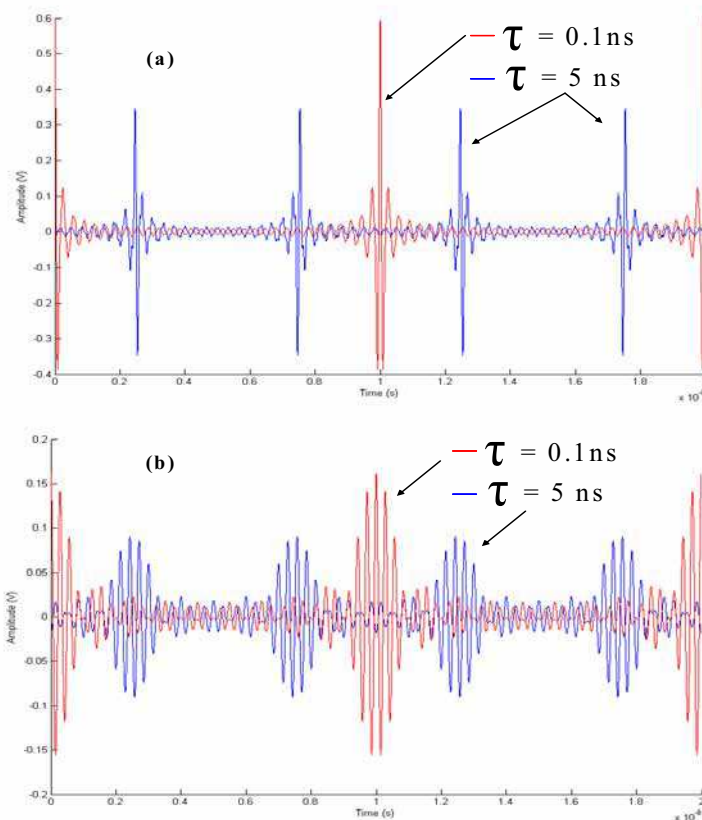 0.6
(a)
τ = 0.1ns
0.5
τ = 5 ns
0.4
0.3
0.2
Amplitude (V)
0.1
0
-0.1
-0.2
-0.3
-0.4
0 0.2 0.4 0.6 0.8 1 1.2 1.4 1.6 1.8
Time (s)
0.2
(b)
τ = 0.1ns
0.15
τ = 5 ns
0.1
0.05
Amplitude (V)
0
-0.05
-0.1
-0.15
-0.2
0 0.2 0.4 0.6 0.8 1 1.2 1.4 1.6 1.8
Time (s)